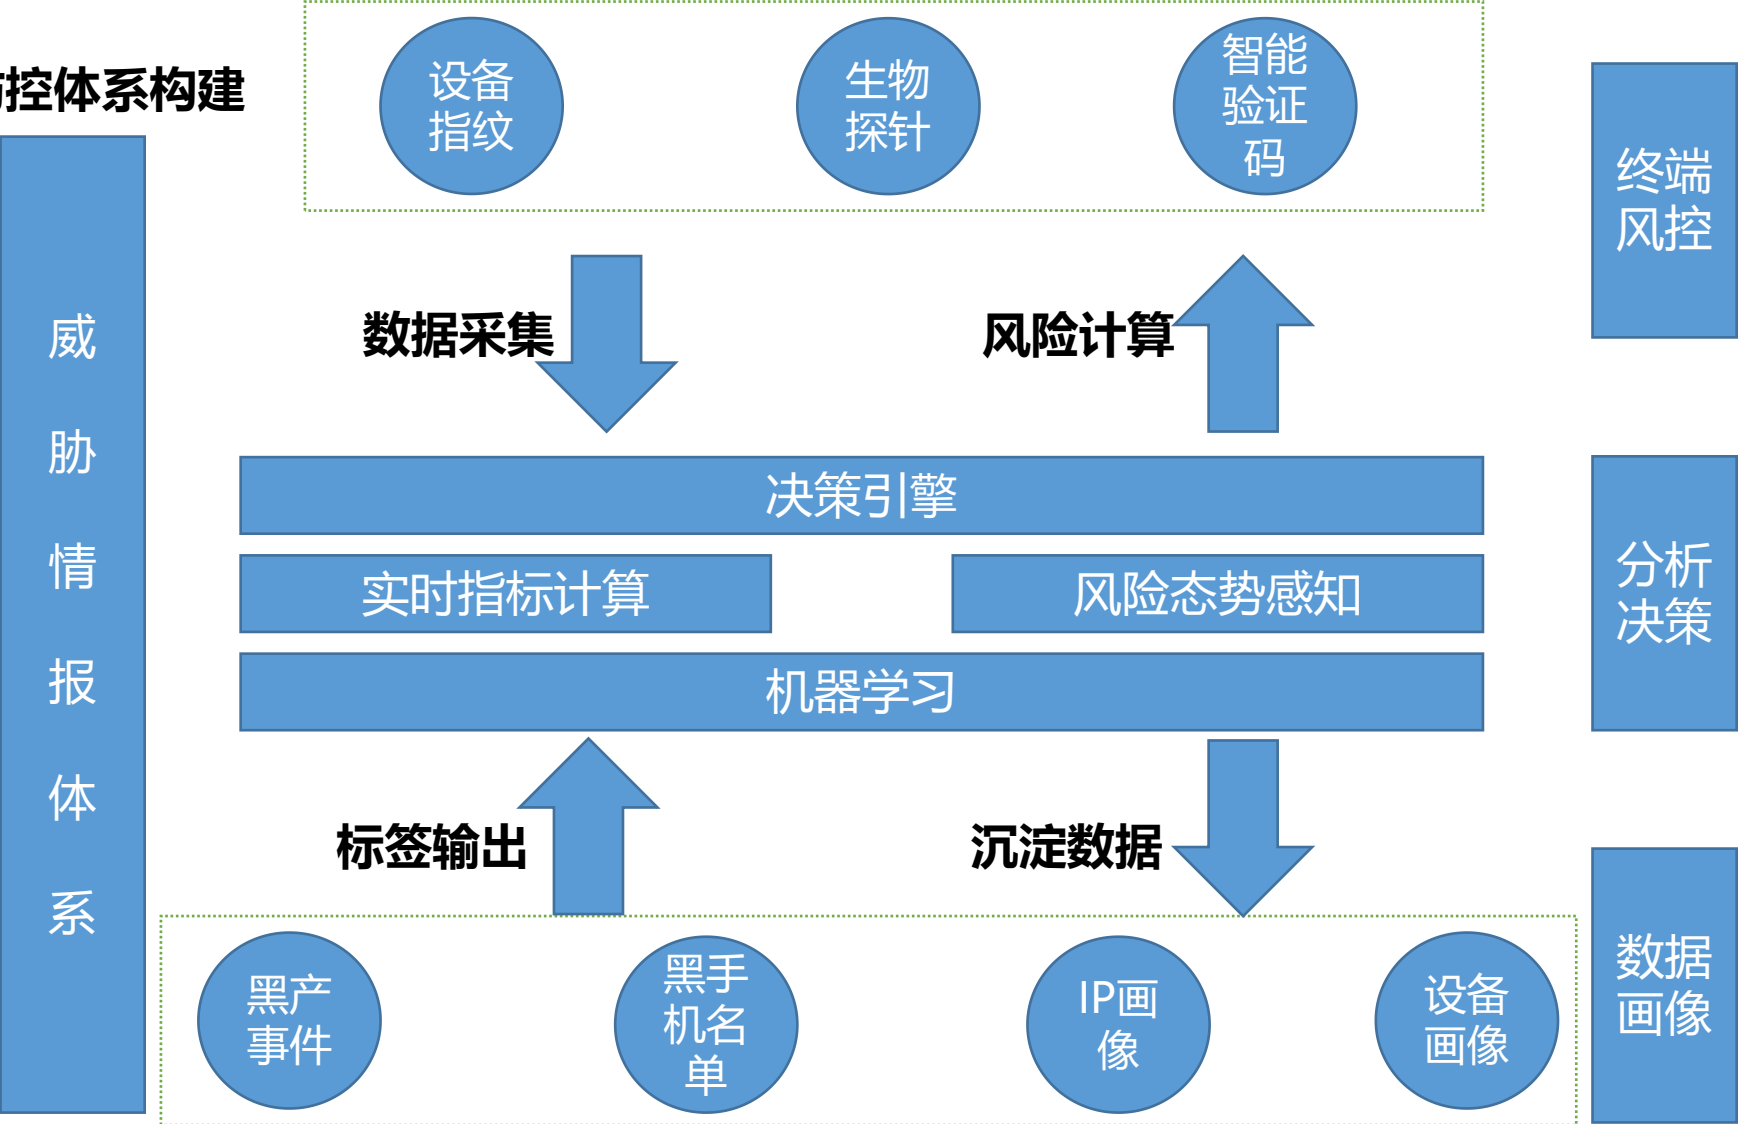 控体系构建
设备
指纹
生物
探针
智能
验证
码
终端
风控
威
胁
情
报
体
系
数据采集
风险计算
决策引擎
实时指标计算
风险态势感知
机器学习
分析
决策
标签输出
沉淀数据
黑产
事件
黑手
机名
单
IP画
像
设备
画像
数据
画像